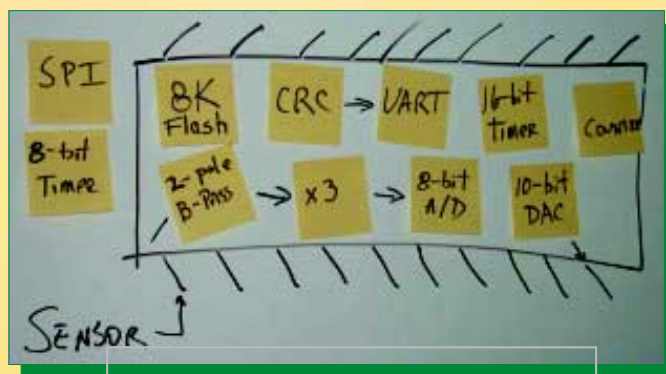 SPI
8-bit
Timer
8K
Flash
CRC
UART
16-bit
Timer
2-pole
B-Pass
x3
8-bit
A/D
10-bit
DAC
SENSOR